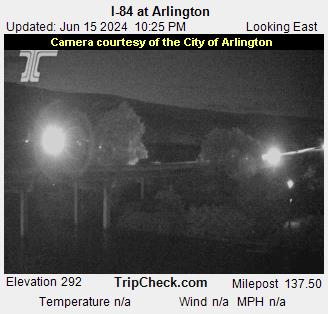 I-84 at Arlington
Updated: Jun 15 2024 10:25 PM Looking East
Camera courtesy of the City of Arlington
Elevation 292 TripCheck.com Milepost 137.50
Temperature n/a Wind n/a MPH n/a